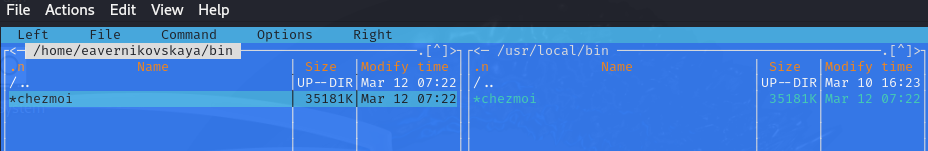 File Actions Edit View Help
Left File Command Options Right
<─ /home/eavernikovskaya/bin ─.[^]>
<─ /usr/local/bin ─.[^]>
.n Name Size Modify time
.n Name Size Modify time
/.. UP--DIR Mar 12 07:22
/.. UP--DIR Mar 10 16:23
*chezmoi 35181K Mar 12 07:22
*chezmoi 35181K Mar 12 07:22